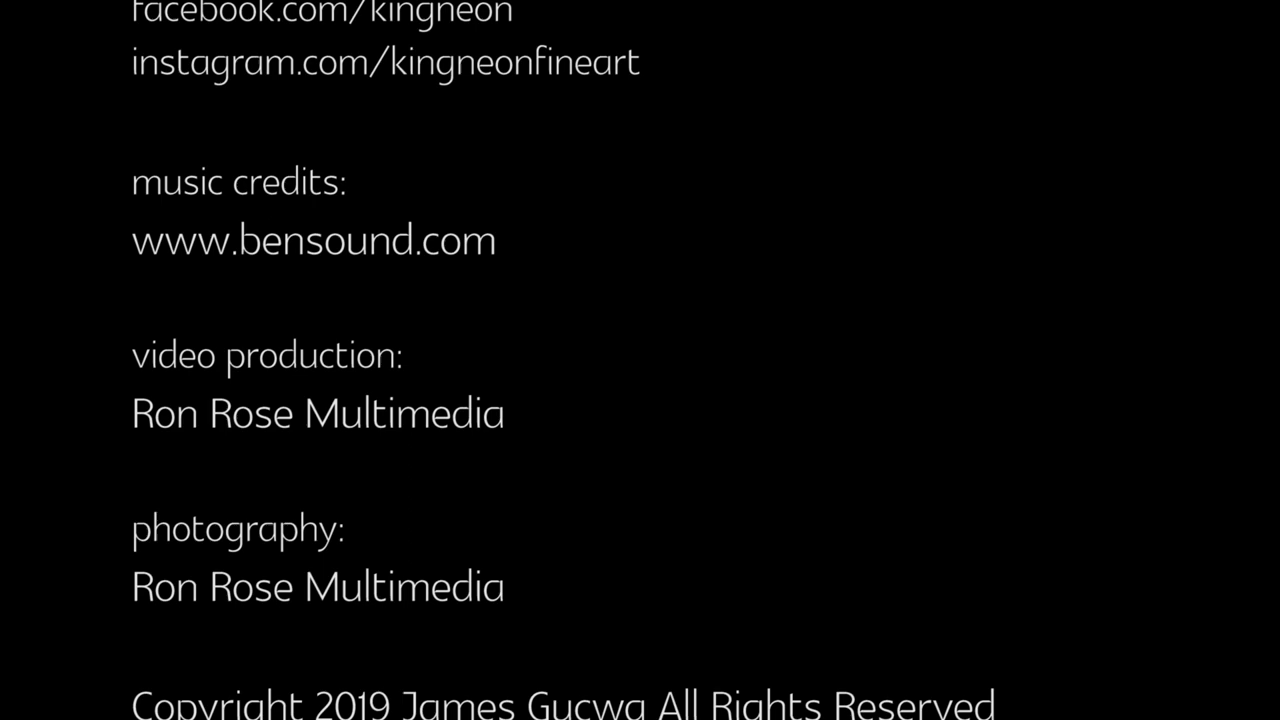 facebook.com/kingneon
instagram.com/kingneonfineart
music credits:
www.bensound.com
video production:
Ron Rose Multimedia
photography:
Ron Rose Multimedia
Copyright 2019 James Gucwa All Rights Reserved